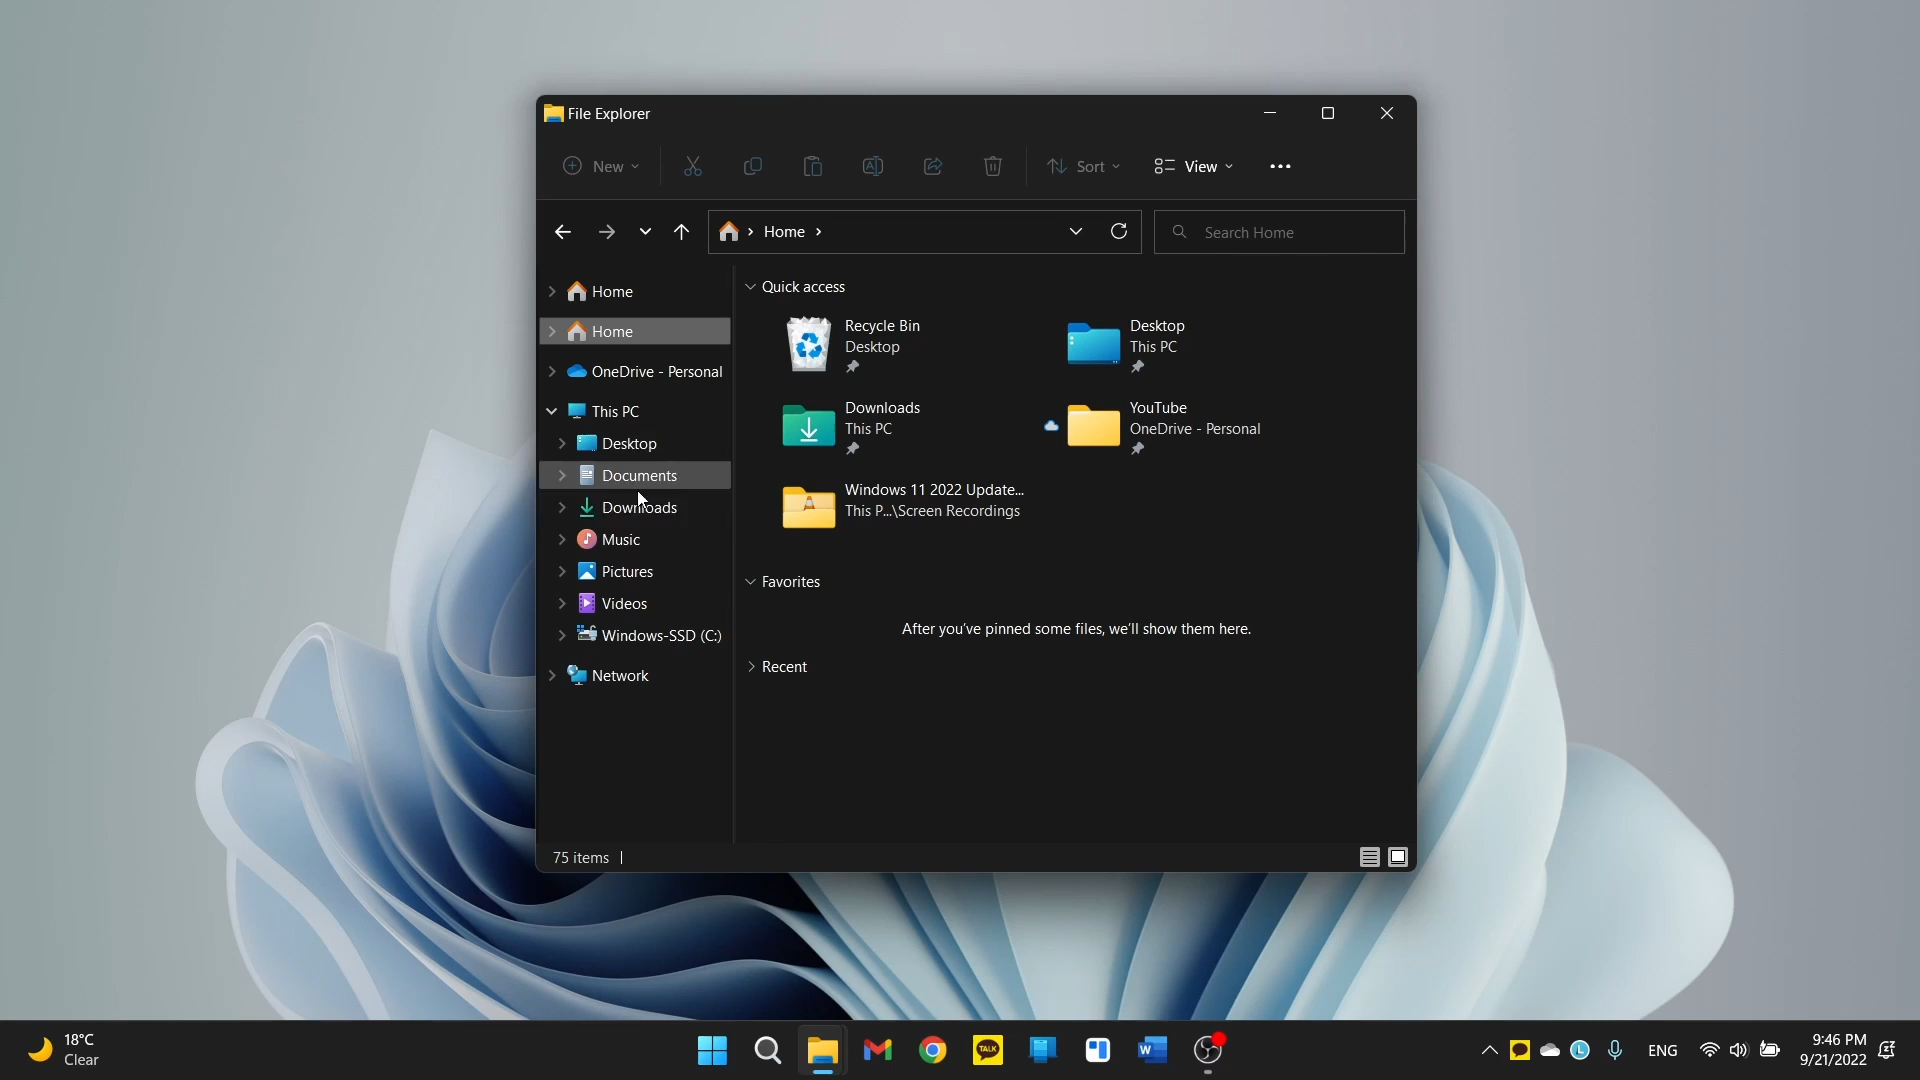 File Explorer
New
Sort
View
Home
Search Home
Home
Home
OneDrive - Personal
This PC
Desktop
Documents
Downloads
Music
Pictures
Videos
Windows-SSD (C:)
Network
Quick access
Recycle Bin
Desktop
Desktop
This PC
Downloads
This PC
YouTube
OneDrive - Personal
Windows 11 2022 Update...
This P...\Screen Recordings
Favorites
After you've pinned some files, we'll show them here.
Recent
75 items
18°C
Clear
TALK
W
ENG
9:46 PM
9/21/2022